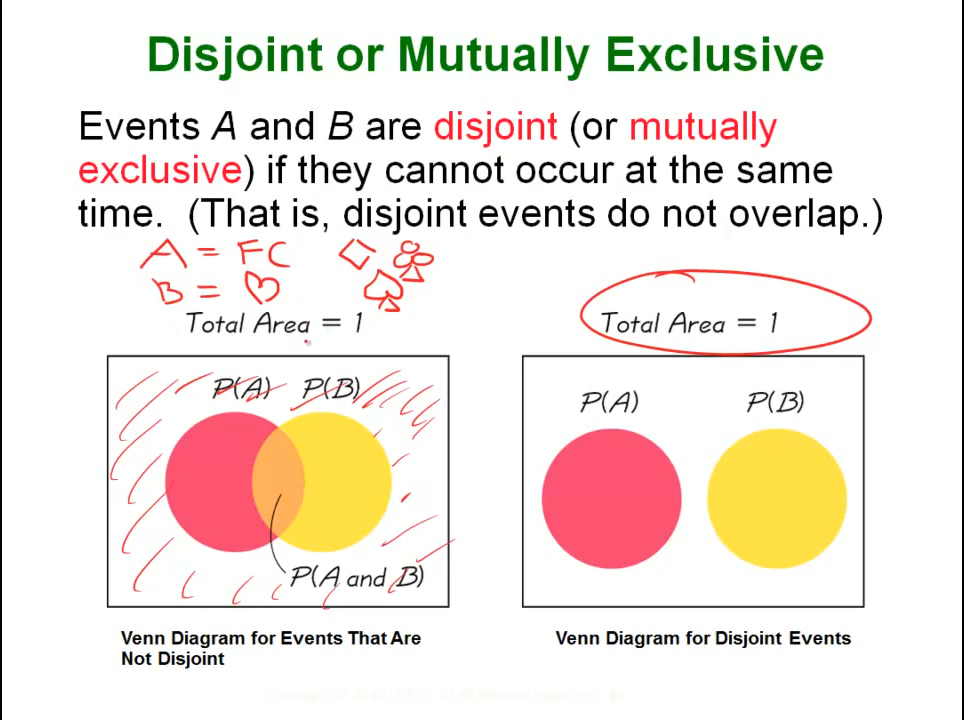 Disjoint or Mutually Exclusive
Events A and B are disjoint (or mutually
exclusive) if they cannot occur at the same
time. (That is, disjoint events do not overlap.)
A = FC
B = ♡
Total Area = 1
P(A) P(B)
P(A and B)
Venn Diagram for Events That Are
Not Disjoint
Total Area = 1
P(A) P(B)
Venn Diagram for Disjoint Events